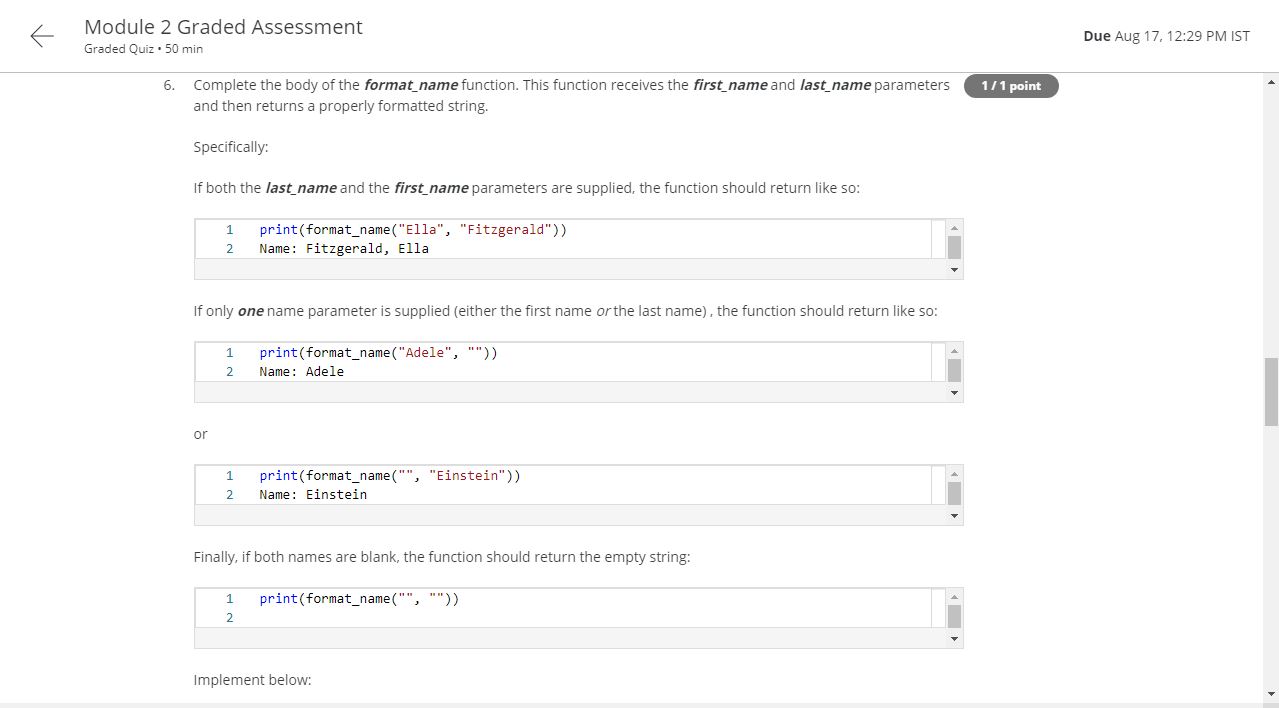 Module 2 Graded Assessment
Graded Quiz • 50 min
Due Aug 17, 12:29 PM IST
6. Complete the body of the format_name function. This function receives the first_name and last_name parameters
1 / 1 point
and then returns a properly formatted string.
Specifically:
If both the last_name and the first_name parameters are supplied, the function should return like so:
1 print(format_name("Ella", "Fitzgerald"))
2 Name: Fitzgerald, Ella
If only one name parameter is supplied (either the first name or the last name) , the function should return like so:
1 print(format_name("Adele", ""))
2 Name: Adele
or
1 print(format_name("", "Einstein"))
2 Name: Einstein
Finally, if both names are blank, the function should return the empty string:
1 print(format_name("", ""))
2
Implement below: